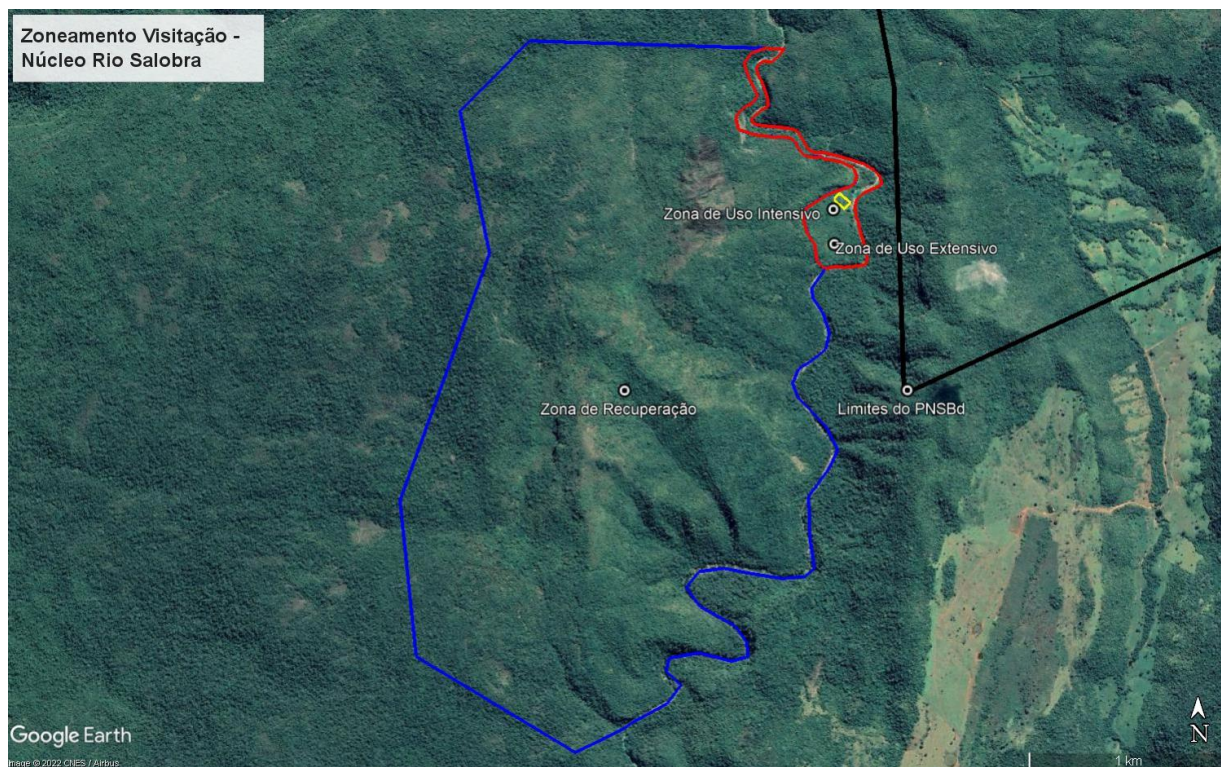 Zoneamento Visitação -
Núcleo Rio Salobra
Zona de Uso Intensivo
Zona de Uso Extensivo
Zona de Recuperação
Limites do PNSBd
Google Earth
N
Image © 2022 CNES / Airbus
1 km